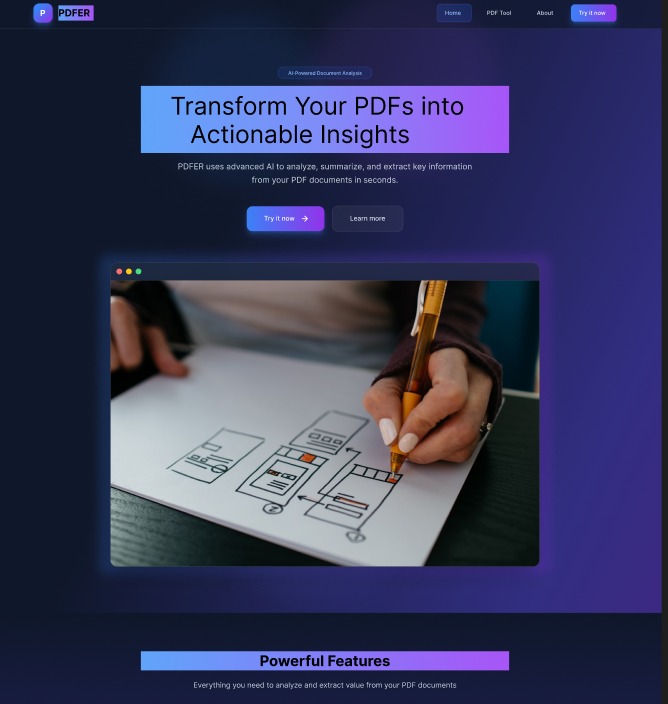 P PDFER Home PDF Tool About Try it now
AI-Powered Document Analysis
Transform Your PDFs into
Actionable Insights
PDFER uses advanced AI to analyze, summarize, and extract key information
from your PDF documents in seconds.
Try it now → Learn more
2
1
Powerful Features
Everything you need to analyze and extract value from your PDF documents